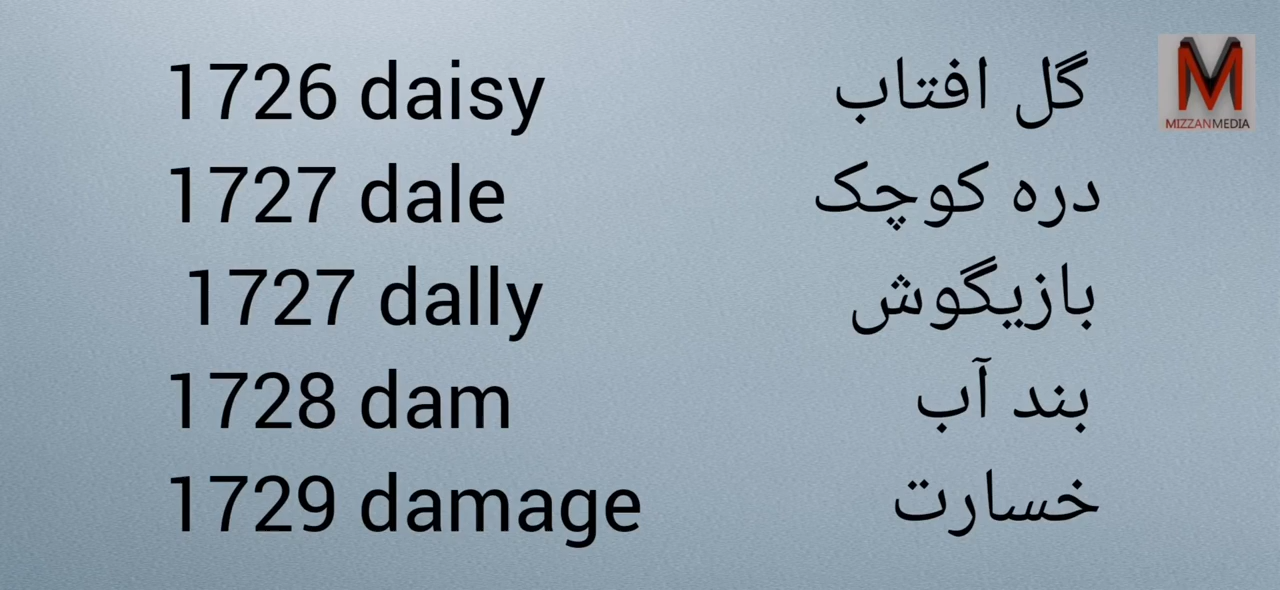 1726 daisy گل افتاب
1727 dale دره کوچک
1727 dally بازیگوش
1728 dam بند آب
1729 damage خسارت
MIZZANMEDIA